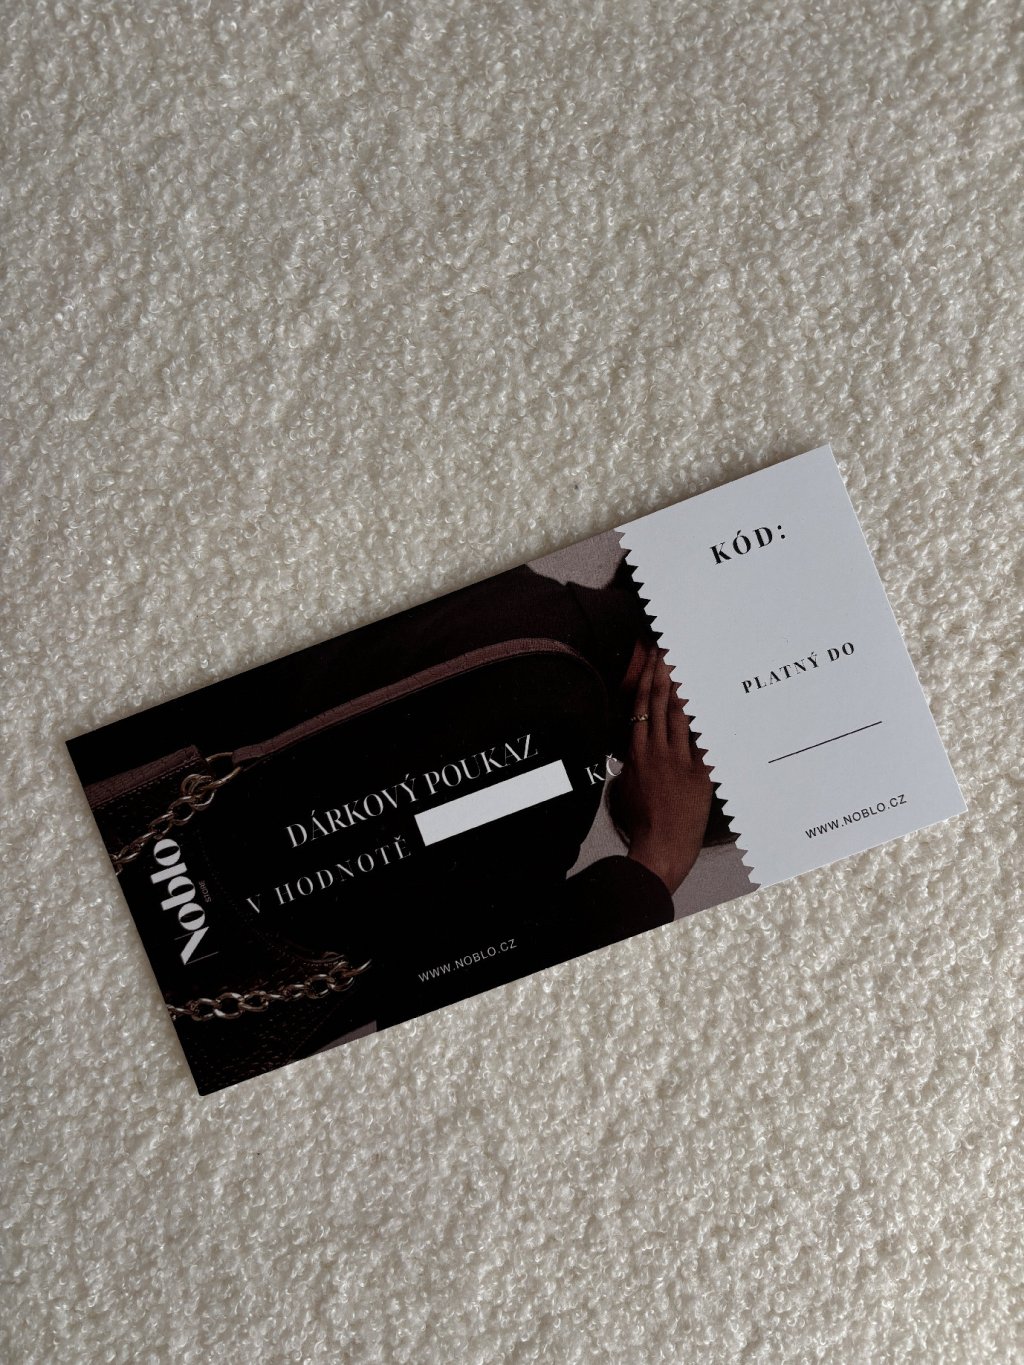 Noblo
STORE
DÁRKOVÝ POUKAZ
V HODNOTĚ KČ
WWW.NOBLO.CZ
KÓD:
PLATNÝ DO
WWW.NOBLO.CZ